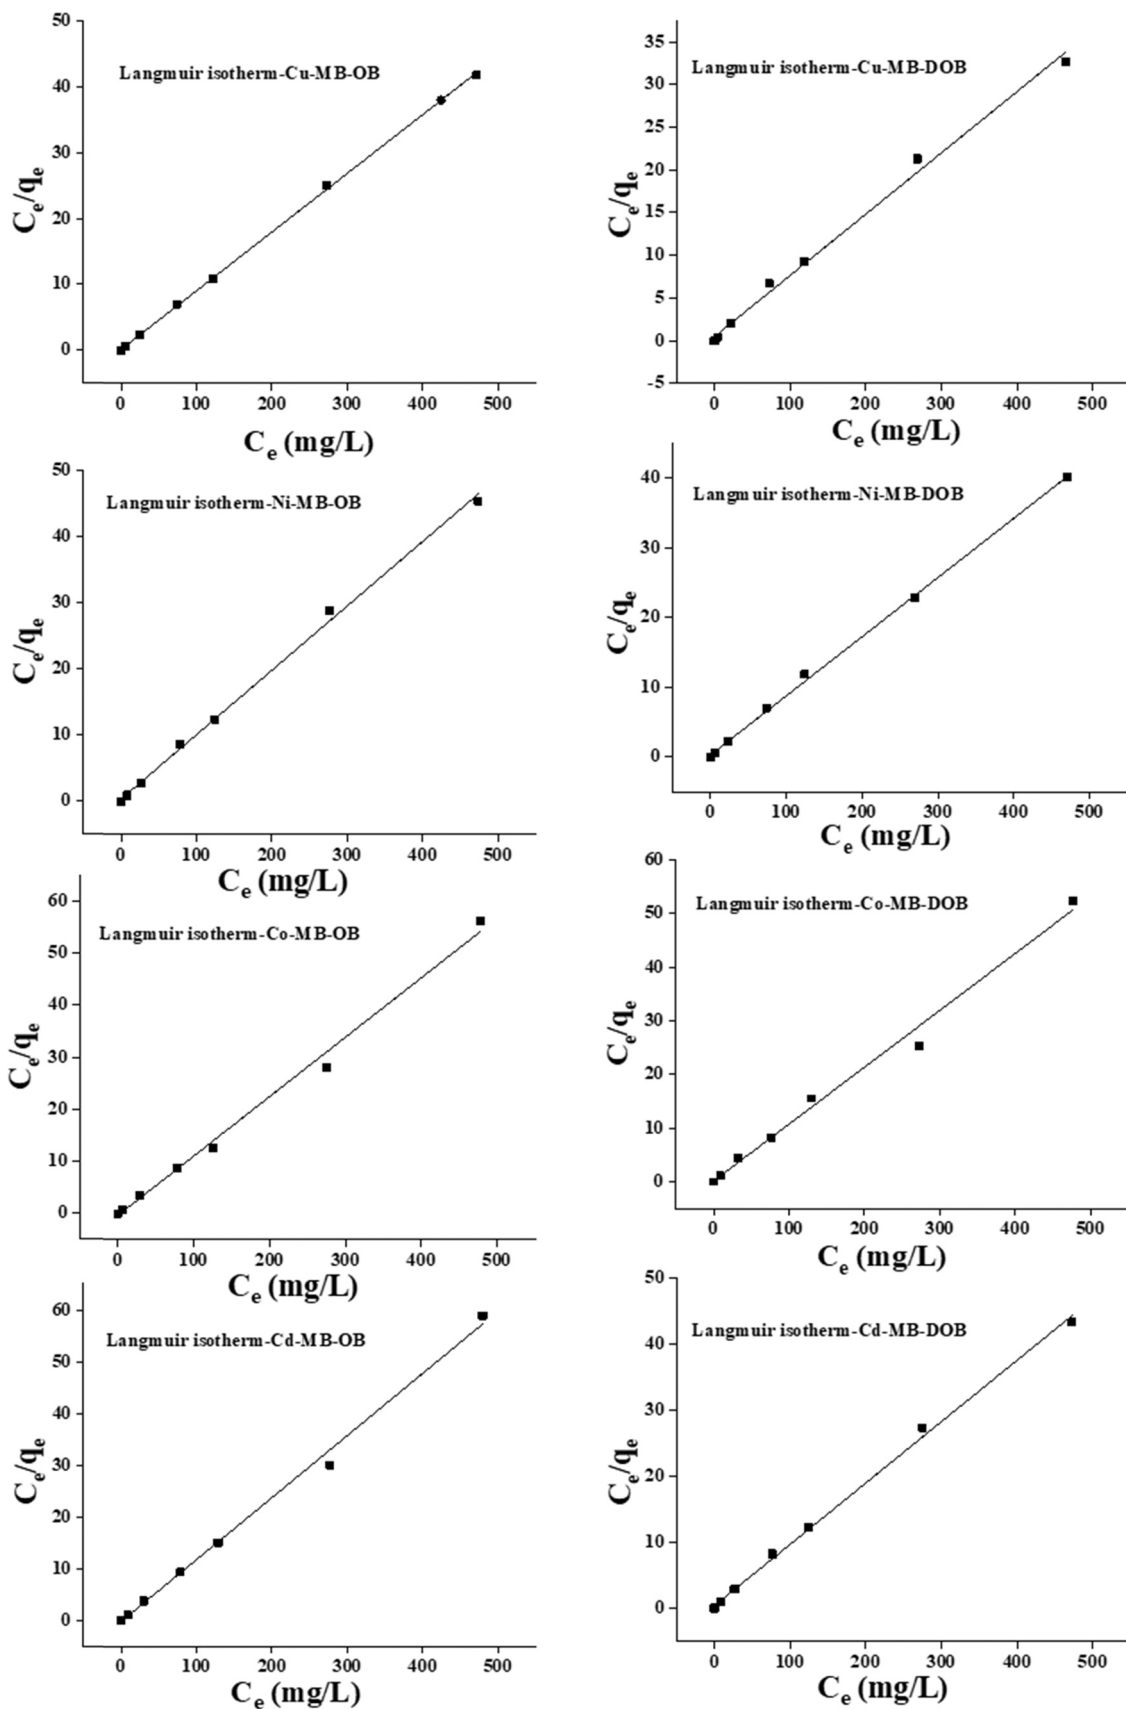 Langmuir isotherm-Cu-MB-OB
50
40
30
20
10
0
Cₑ/qₑ
0 100 200 300 400 500
Cₑ (mg/L)
Langmuir isotherm-Cu-MB-DOB
35
30
25
20
15
10
5
0
-5
Cₑ/qₑ
0 100 200 300 400 500
Cₑ (mg/L)
Langmuir isotherm-Ni-MB-OB
50
40
30
20
10
0
Cₑ/qₑ
0 100 200 300 400 500
Cₑ (mg/L)
Langmuir isotherm-Ni-MB-DOB
40
30
20
10
0
Cₑ/qₑ
0 100 200 300 400 500
Cₑ (mg/L)
Langmuir isotherm-Co-MB-OB
60
50
40
30
20
10
0
Cₑ/qₑ
0 100 200 300 400 500
Cₑ (mg/L)
Langmuir isotherm-Co-MB-DOB
60
50
40
30
20
10
0
Cₑ/qₑ
0 100 200 300 400 500
Cₑ (mg/L)
Langmuir isotherm-Cd-MB-OB
60
50
40
30
20
10
0
Cₑ/qₑ
0 100 200 300 400 500
Cₑ (mg/L)
Langmuir isotherm-Cd-MB-DOB
50
40
30
20
10
0
Cₑ/qₑ
0 100 200 300 400 500
Cₑ (mg/L)